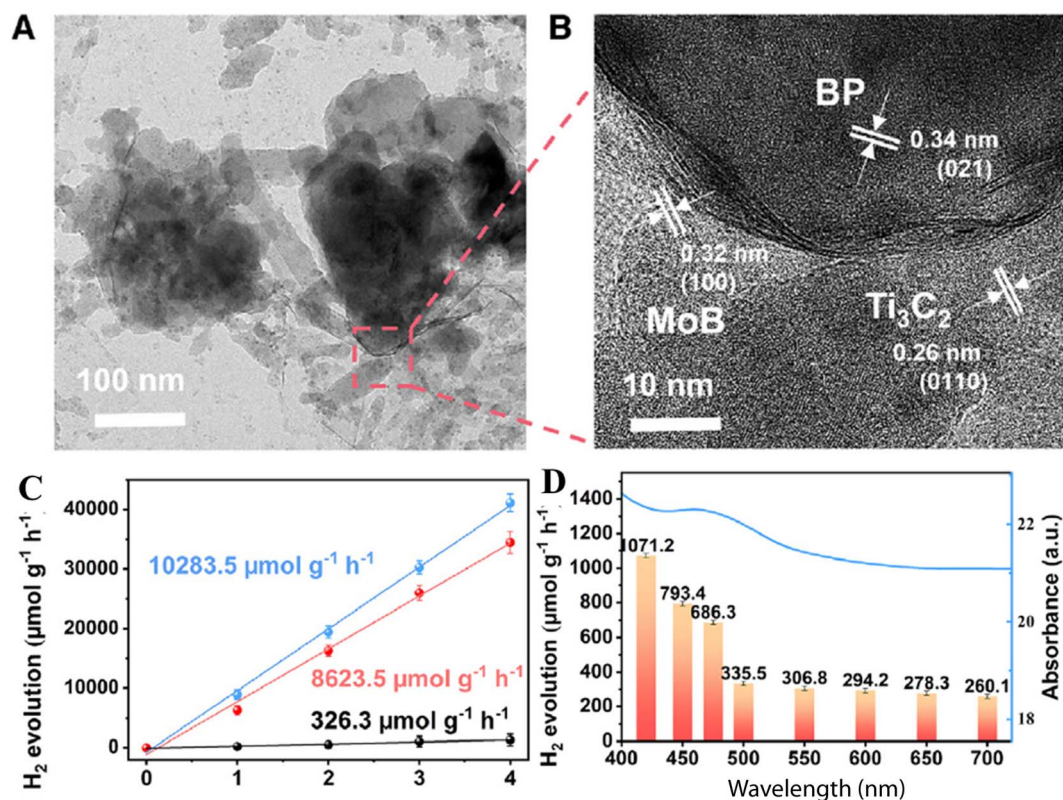 A
100 nm
B
BP
0.34 nm
(021)
0.32 nm
(100)
MoB
Ti₃C₂
0.26 nm
(0110)
10 nm
C
H₂ evolution (μmol g⁻¹ h⁻¹)
40000
30000
20000
10000
0
10283.5 μmol g⁻¹ h⁻¹
8623.5 μmol g⁻¹ h⁻¹
326.3 μmol g⁻¹ h⁻¹
0 1 2 3 4
D
H₂ evolution (μmol g⁻¹ h⁻¹)
1400
1200
1000
800
600
400
200
0
1071.2
793.4
686.3
335.5
306.8
294.2
278.3
260.1
400 450 500 550 600 650 700
Wavelength (nm)
22
20
18
Absorbance (a.u.)